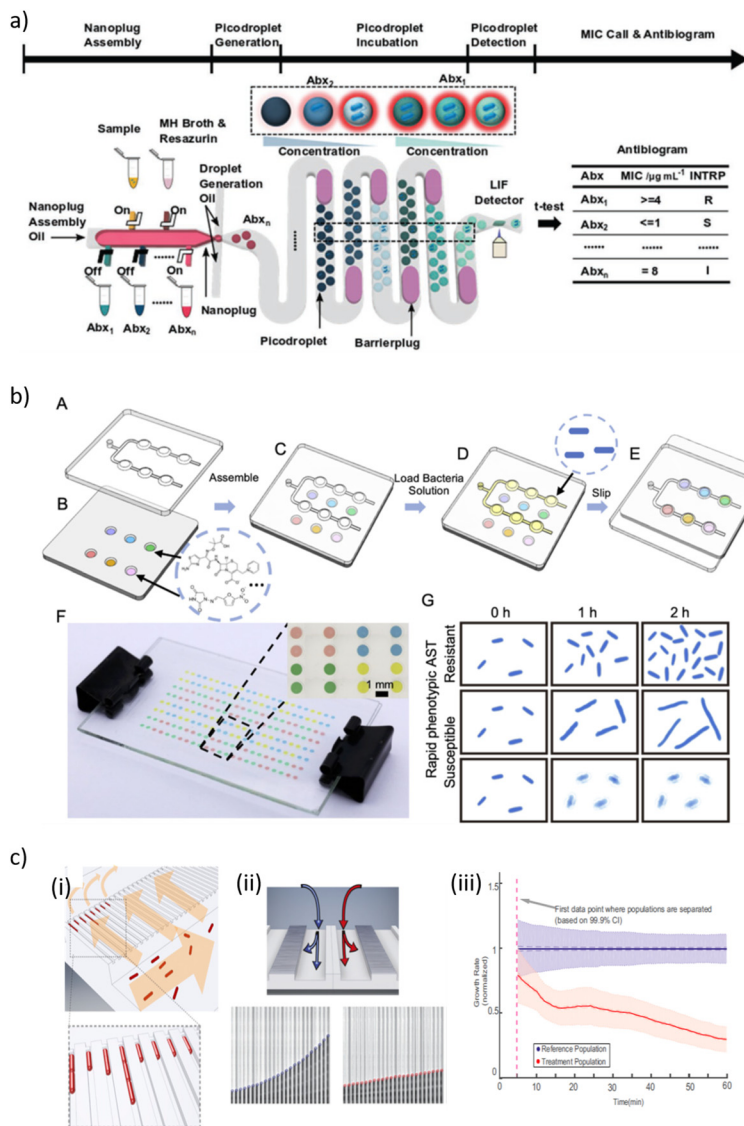 a)
Nanoplug
Assembly
Picodroplet
Generation
Picodroplet
Incubation
Picodroplet
Detection
MIC Call & Antibiogram
Abx2
Abx1
Concentration
Concentration
Sample
MH Broth &
Resazurin
Droplet
Generation
Oil
Nanoplug
Assembly
Oil
On
On
Abxn
Off
Off
......
On
Nanoplug
Abx1
Abx2
......
Abxn
......
Picodroplet
Barrierplug
LIF
Detector
t-test
Antibiogram
Abx MIC /µg mL-1 INTRP
Abx1 >=4 R
Abx2 <=1 S
...... ...... ......
Abxn = 8 I
b)
A
B
Assemble
C
Load Bacteria
Solution
D
Slip
E
...
F
1 mm
G
0 h 1 h 2 h
Rapid phenotypic AST
Resistant
Susceptible
c)
(i)
(ii)
(iii)
First data point where populations are separated
(based on 99.9% CI)
Growth Rate
(normalized)
1.5
1
0.5
0
Reference Population
Treatment Population
0 10 20 30 40 50 60
Time(min)